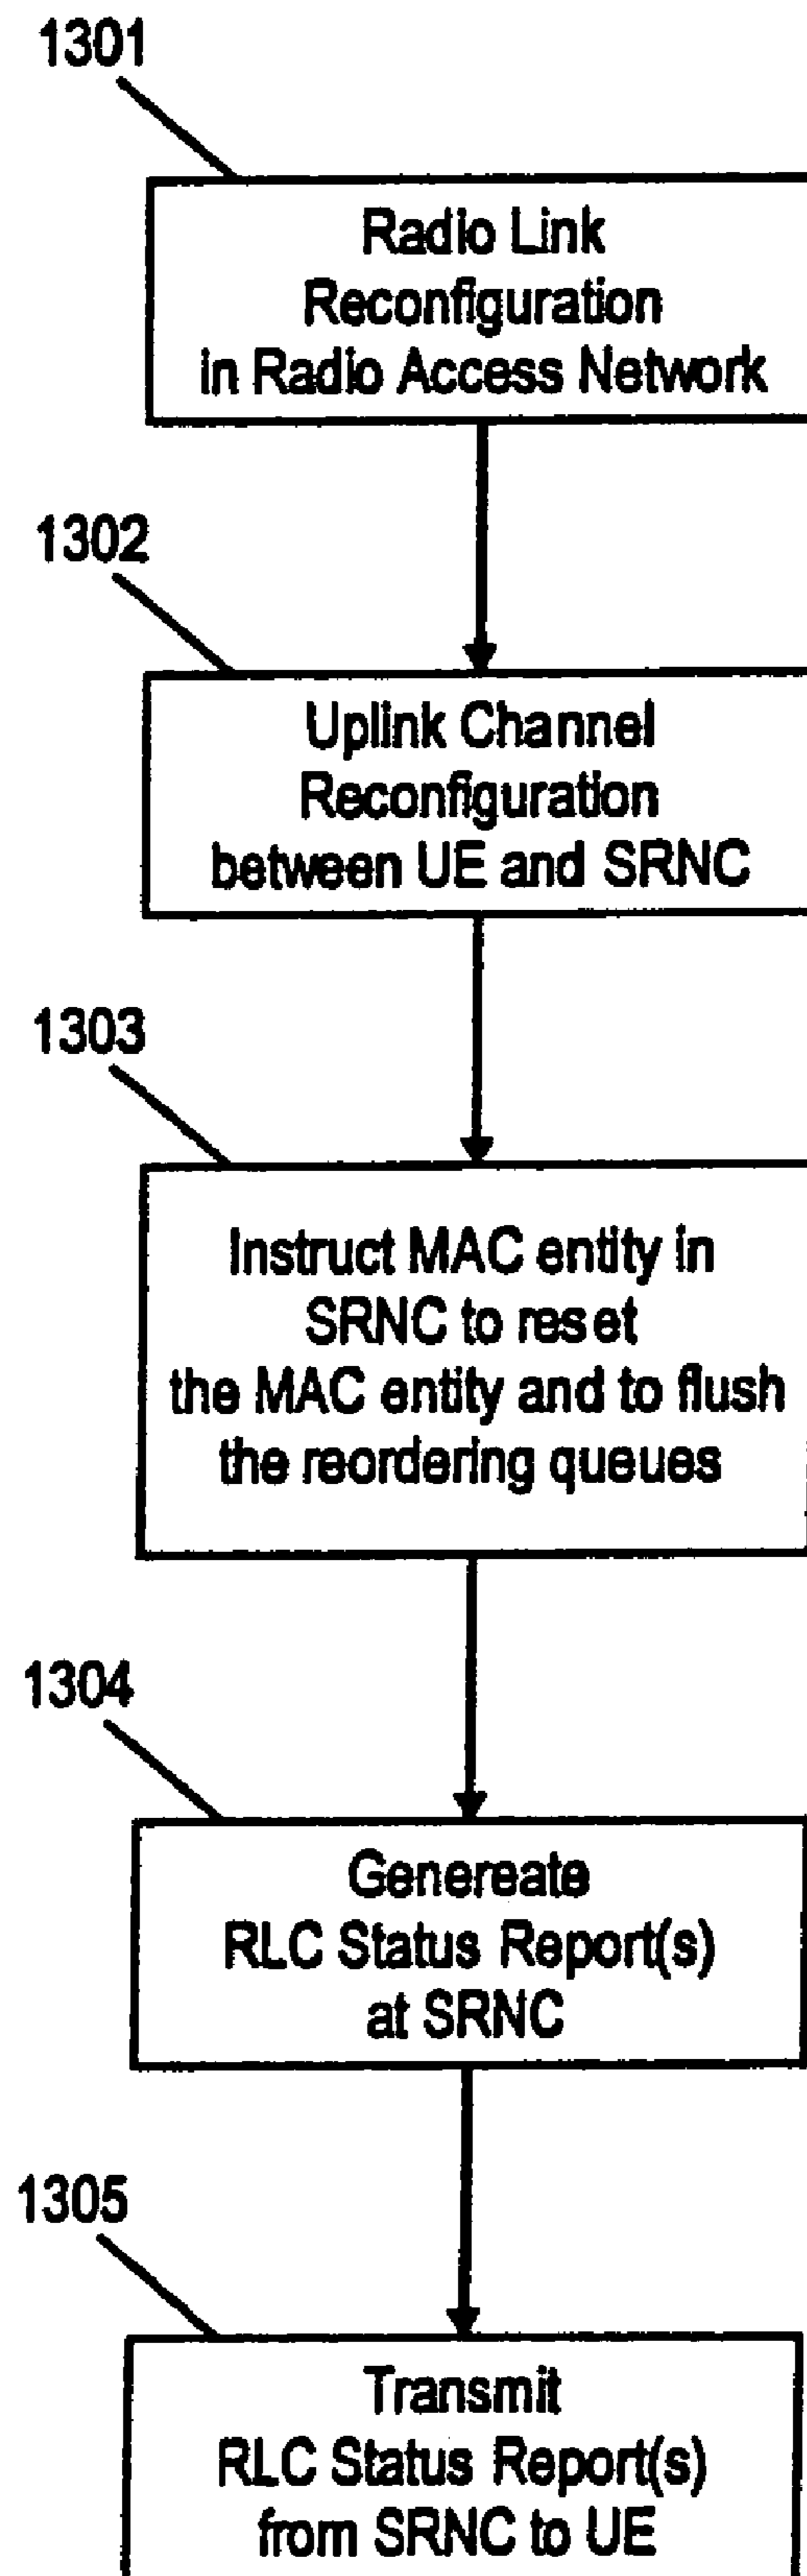 1301
Radio Link
Reconfiguration
in Radio Access Network
1302
Uplink Channel
Reconfiguration
between UE and SRNC
1303
Instruct MAC entity in
SRNC to reset
the MAC entity and to flush
the reordering queues
1304
Genereate
RLC Status Report(s)
at SRNC
1305
Transmit
RLC Status Report(s)
from SRNC to UE